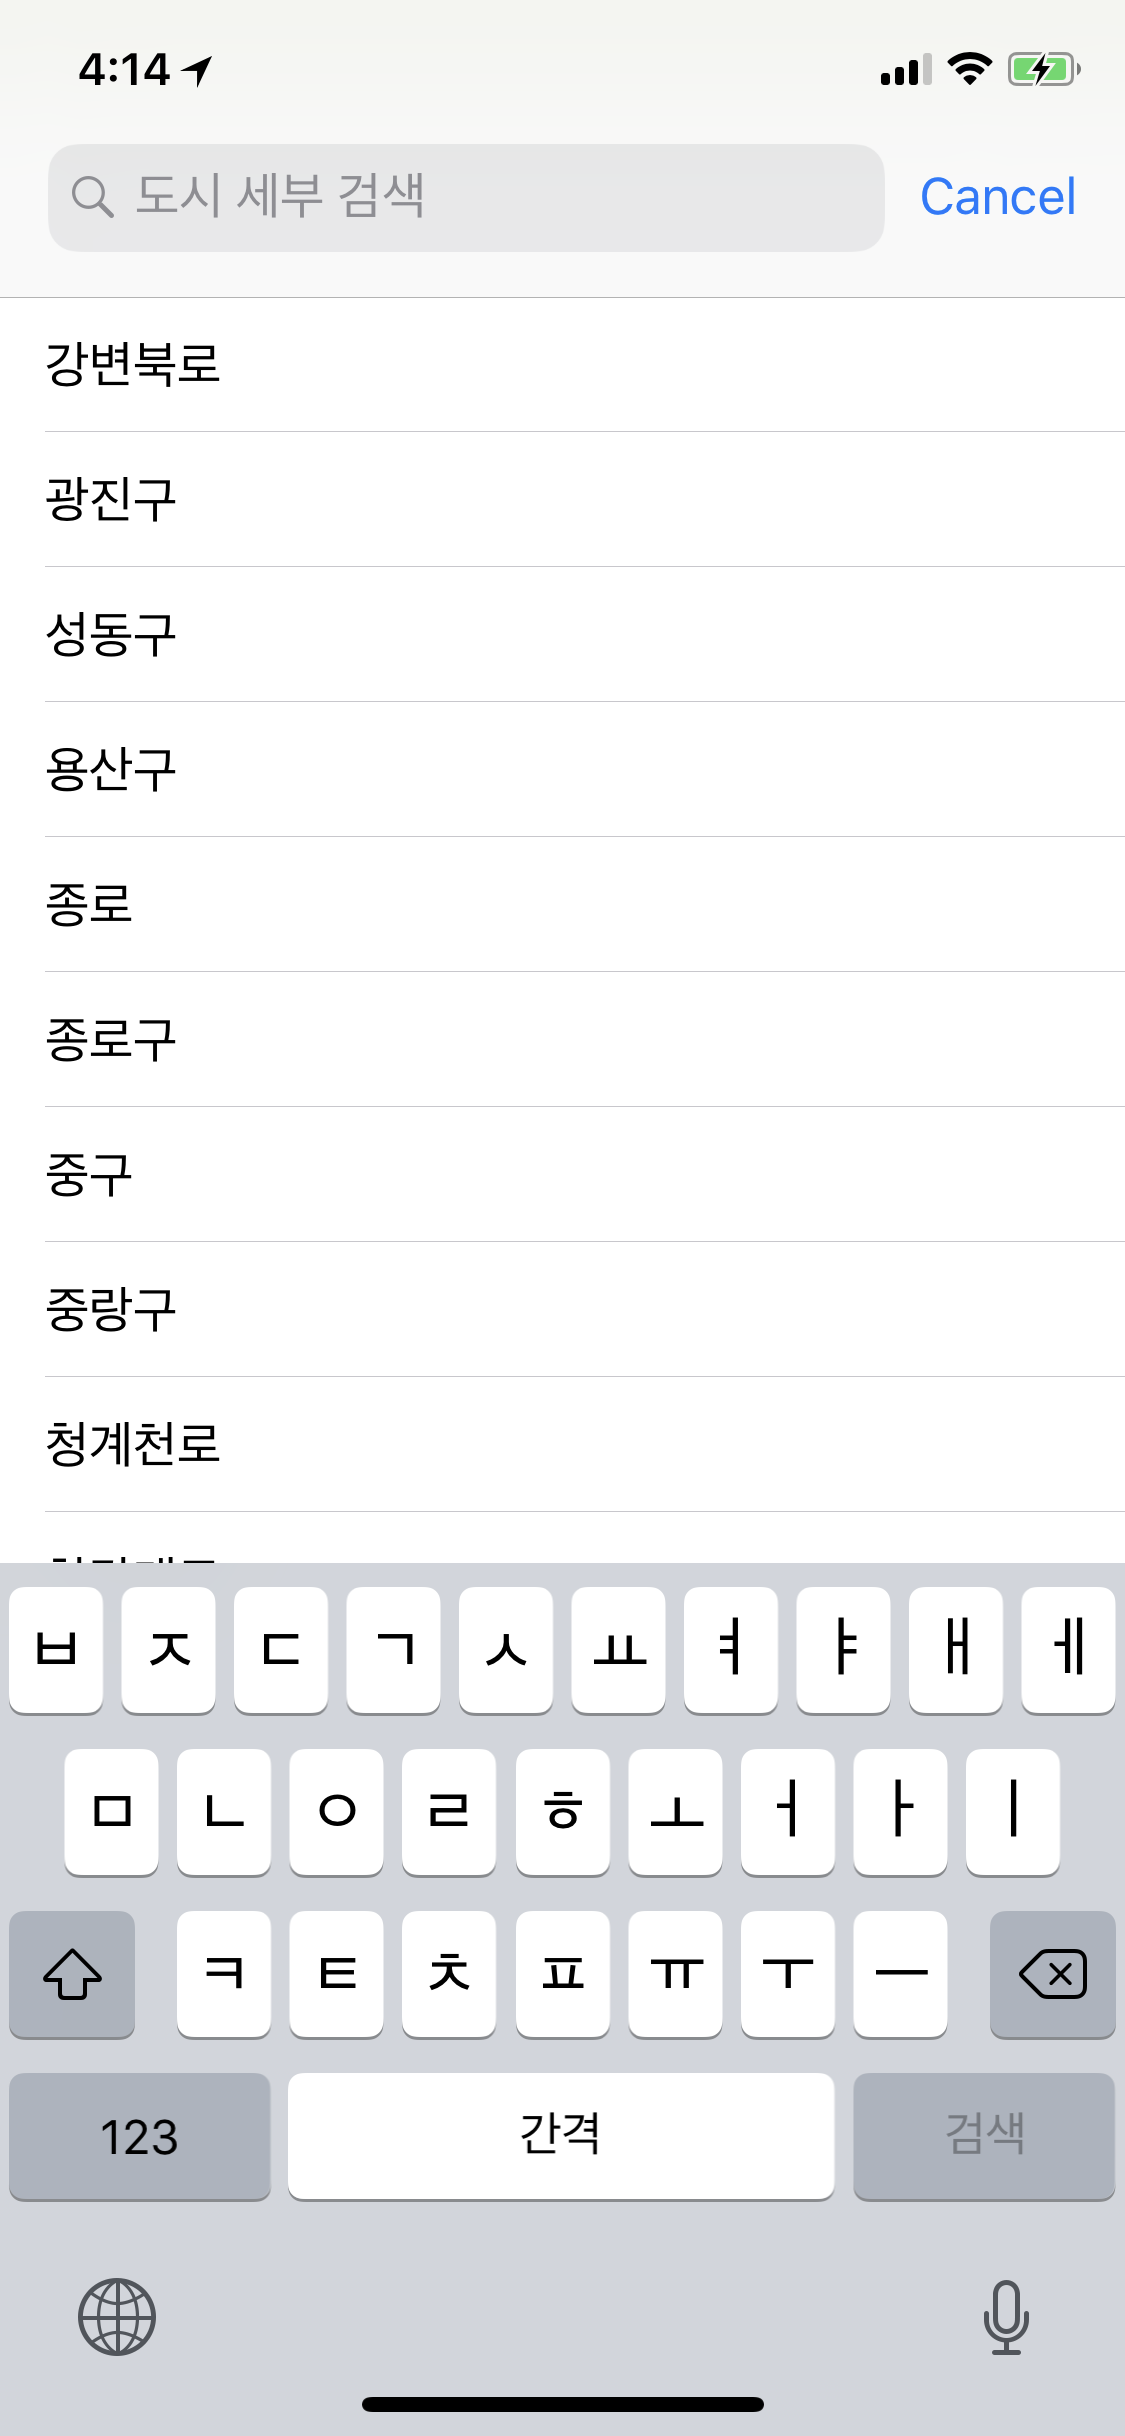 4:14
도시 세부 검색 Cancel
강변북로
광진구
성동구
용산구
종로
종로구
중구
중랑구
청계천로
ㅂ ㅈ ㄷ ㄱ ㅅ ㅛ ㅕ ㅑ ㅐ ㅔ
ㅁ ㄴ ㅇ ㄹ ㅎ ㅗ ㅓ ㅏ ㅣ
ㅋ ㅌ ㅊ ㅍ ㅠ ㅜ ㅡ
123 간격 검색